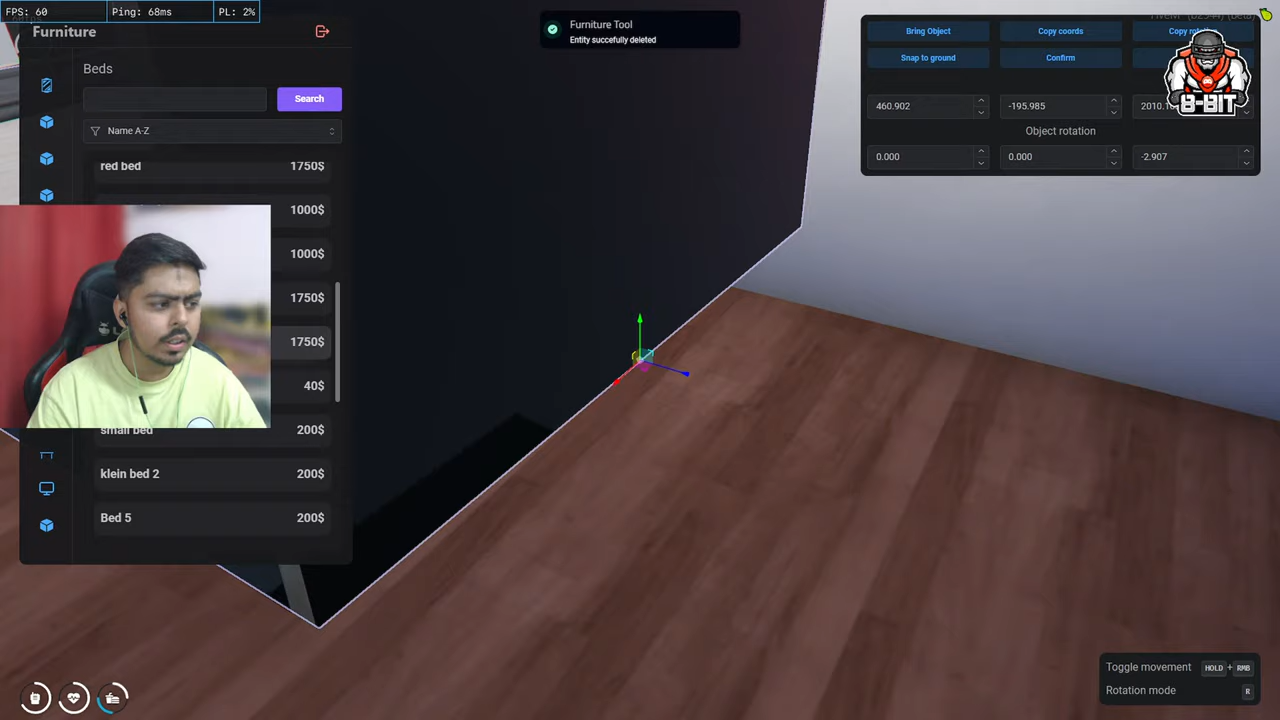 FPS: 60
Ping: 68ms
PL: 2%
Furniture
Beds
Search
Name A-Z
red bed
1750$
1000$
1000$
1750$
1750$
40$
small bed
200$
klein bed 2
200$
Bed 5
200$
Furniture Tool
Entity succefully deleted
Bring Object
Copy coords
Snap to ground
Confirm
460.902
-195.985
Object rotation
0.000
0.000
-2.907
8-BIT
Toggle movement HOLD + RMB
Rotation mode R